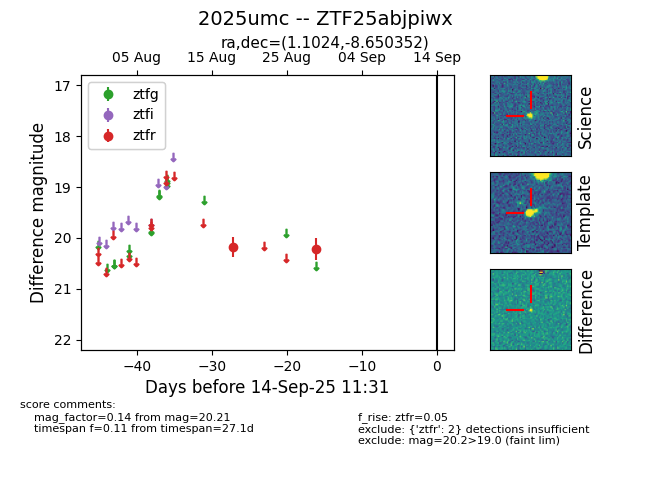 2025umc -- ZTF25abjpiwx
ra,dec=(1.1024,-8.650352)
05 Aug 15 Aug 25 Aug 04 Sep 14 Sep
17
18
19
20
21
22
Difference magnitude
ztfg
ztfi
ztfr
−40 −30 −20 −10 0
Days before 14-Sep-25 11:31
Science
Template
Difference
score comments:
mag_factor=0.14 from mag=20.21
timespan f=0.11 from timespan=27.1d
f_rise: ztfr=0.05
exclude: {'ztfr': 2} detections insufficient
exclude: mag=20.2>19.0 (faint lim)